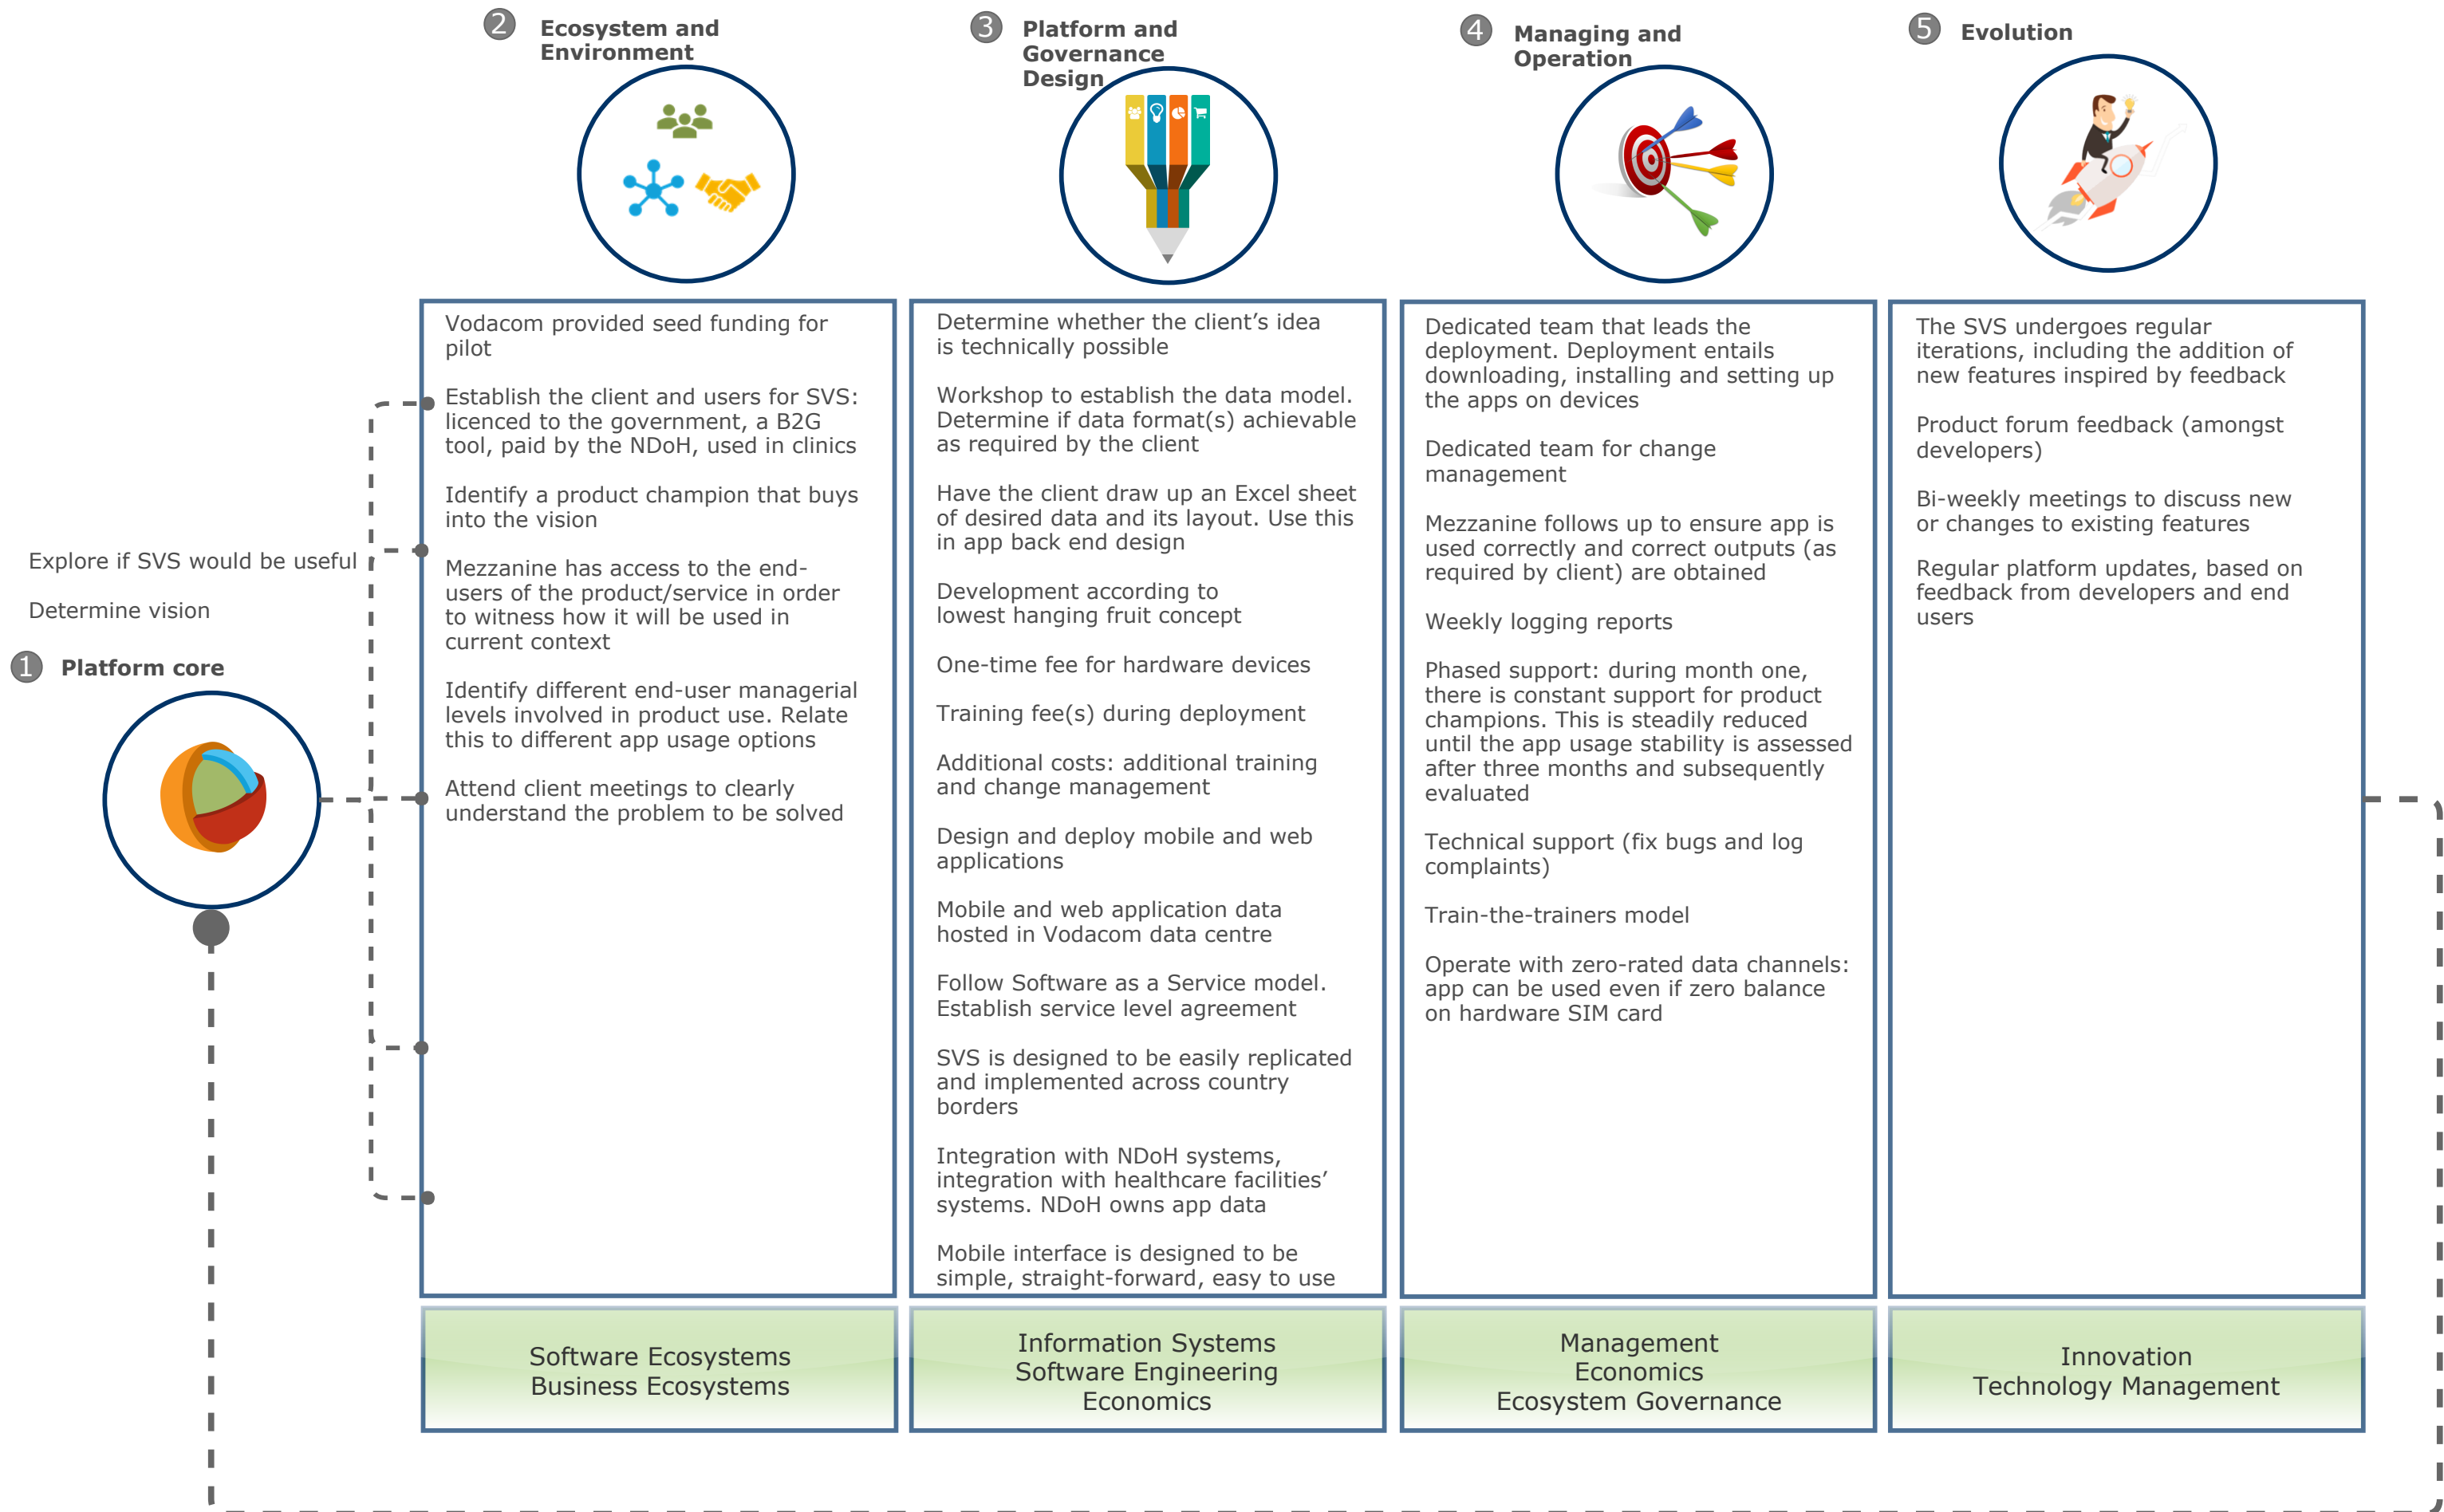 2
Ecosystem and
Environment
3
Platform and
Governance
Design
4
Managing and
Operation
5
Evolution
Explore if SVS would be useful
Determine vision
1
Platform core
Vodacom provided seed funding for
pilot
Establish the client and users for SVS:
licenced to the government, a B2G
tool, paid by the NDoH, used in clinics
Identify a product champion that buys
into the vision
Mezzanine has access to the end-
users of the product/service in order
to witness how it will be used in
current context
Identify different end-user managerial
levels involved in product use. Relate
this to different app usage options
Attend client meetings to clearly
understand the problem to be solved
Determine whether the client’s idea
is technically possible
Workshop to establish the data model.
Determine if data format(s) achievable
as required by the client
Have the client draw up an Excel sheet
of desired data and its layout. Use this
in app back end design
Development according to
lowest hanging fruit concept
One-time fee for hardware devices
Training fee(s) during deployment
Additional costs: additional training
and change management
Design and deploy mobile and web
applications
Mobile and web application data
hosted in Vodacom data centre
Follow Software as a Service model.
Establish service level agreement
SVS is designed to be easily replicated
and implemented across country
borders
Integration with NDoH systems,
integration with healthcare facilities’
systems. NDoH owns app data
Mobile interface is designed to be
simple, straight-forward, easy to use
Dedicated team that leads the
deployment. Deployment entails
downloading, installing and setting up
the apps on devices
Dedicated team for change
management
Mezzanine follows up to ensure app is
used correctly and correct outputs (as
required by client) are obtained
Weekly logging reports
Phased support: during month one,
there is constant support for product
champions. This is steadily reduced
until the app usage stability is assessed
after three months and subsequently
evaluated
Technical support (fix bugs and log
complaints)
Train-the-trainers model
Operate with zero-rated data channels:
app can be used even if zero balance
on hardware SIM card
The SVS undergoes regular
iterations, including the addition of
new features inspired by feedback
Product forum feedback (amongst
developers)
Bi-weekly meetings to discuss new
or changes to existing features
Regular platform updates, based on
feedback from developers and end
users
Software Ecosystems
Business Ecosystems
Information Systems
Software Engineering
Economics
Management
Economics
Ecosystem Governance
Innovation
Technology Management